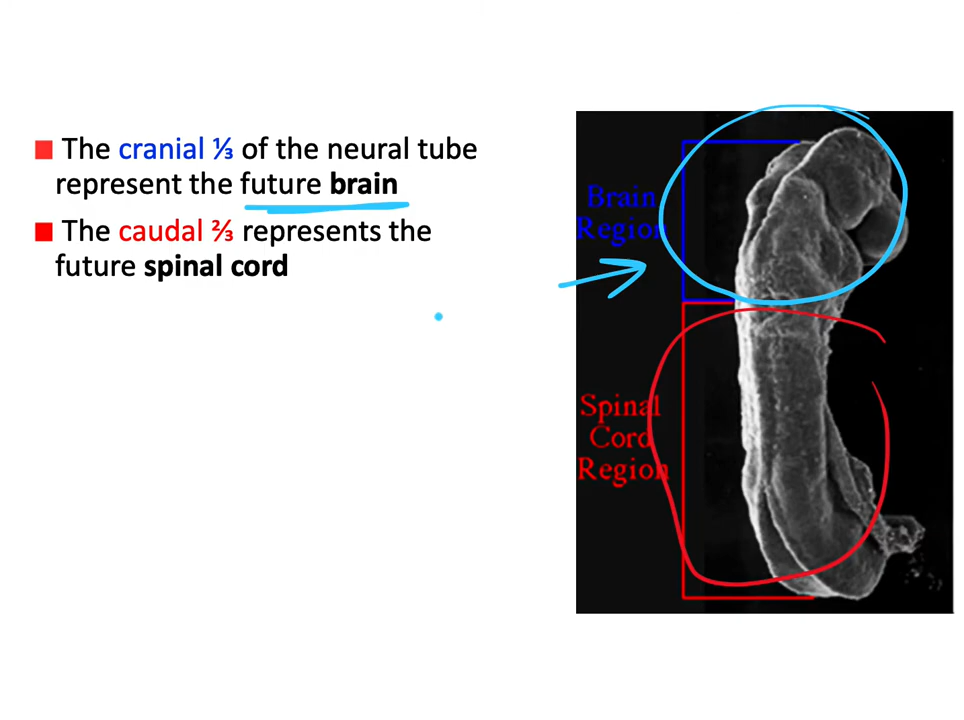 The cranial ⅓ of the neural tube
represent the future brain
The caudal ⅔ represents the
future spinal cord
Brain
Region
Spinal
Cord
Region